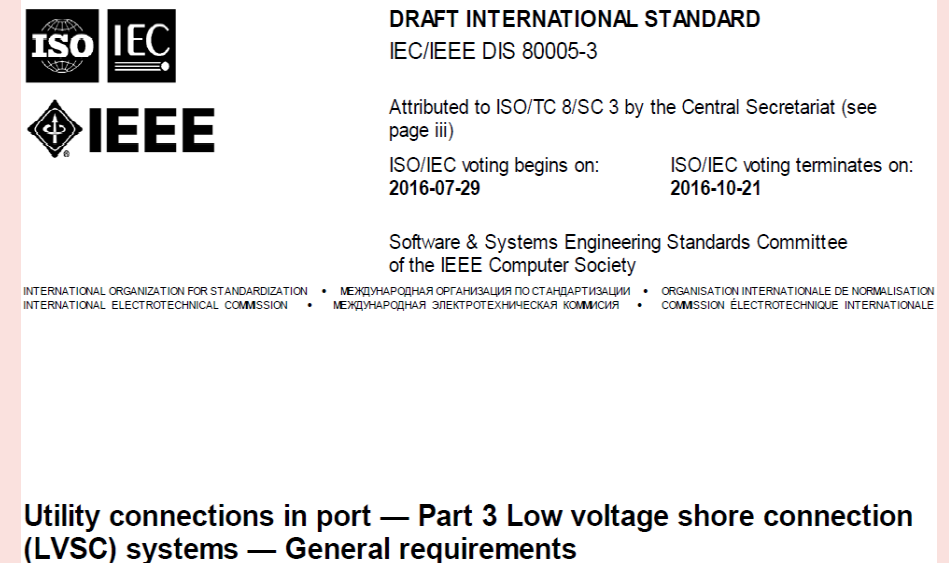 ISO IEC
DRAFT INTERNATIONAL STANDARD
IEC/IEEE DIS 80005-3
IEEE
®
Attributed to ISO/TC 8/SC 3 by the Central Secretariat (see
page iii)
ISO/IEC voting begins on: ISO/IEC voting terminates on:
2016-07-29 2016-10-21
Software & Systems Engineering Standards Committee
of the IEEE Computer Society
INTERNATIONAL ORGANIZATION FOR STANDARDIZATION • МЕЖДУНАРОДНАЯ ОРГАНИЗАЦИЯ ПО СТАНДАРТИЗАЦИИ • ORGANISATION INTERNATIONALE DE NORMALISATION
INTERNATIONAL ELECTROTECHNICAL COMMISSION • МЕЖДУНАРОДНАЯ ЭЛЕКТРОТЕХНИЧЕСКАЯ КОММИСИЯ • COMMISSION ÉLECTROTECHNIQUE INTERNATIONALE
Utility connections in port — Part 3 Low voltage shore connection
(LVSC) systems — General requirements